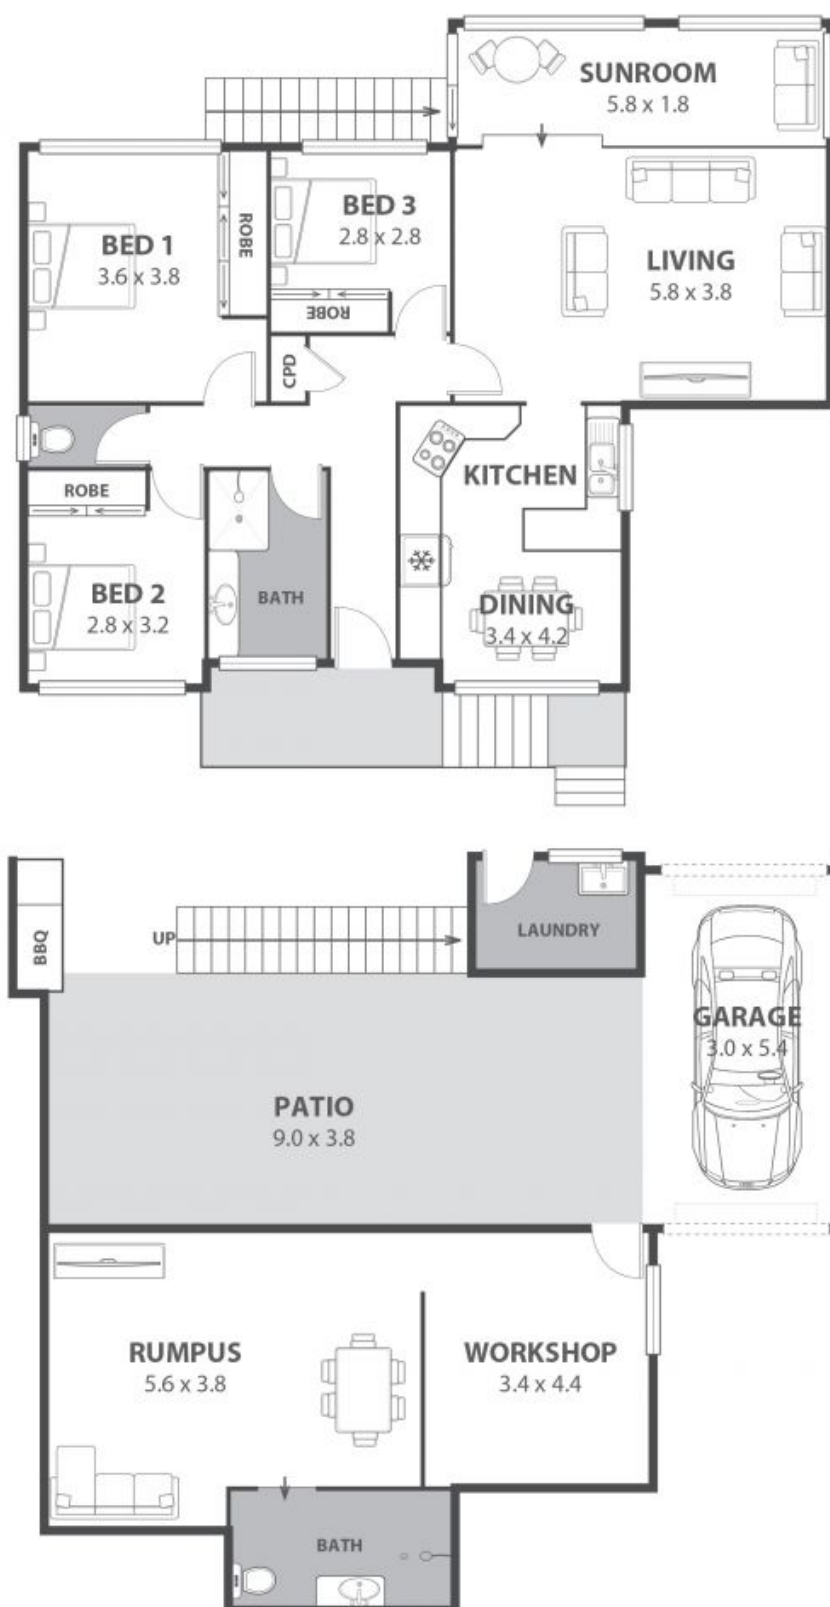 SUNROOM
5.8 x 1.8
BED 1
3.6 x 3.8
ROBE
BED 3
2.8 x 2.8
ROBE
LIVING
5.8 x 3.8
CPD
KITCHEN
ROBE
BED 2
2.8 x 3.2
BATH
DINING
3.4 x 4.2
BBQ
UP
LAUNDRY
GARAGE
3.0 x 5.4
PATIO
9.0 x 3.8
RUMPUS
5.6 x 3.8
WORKSHOP
3.4 x 4.4
BATH